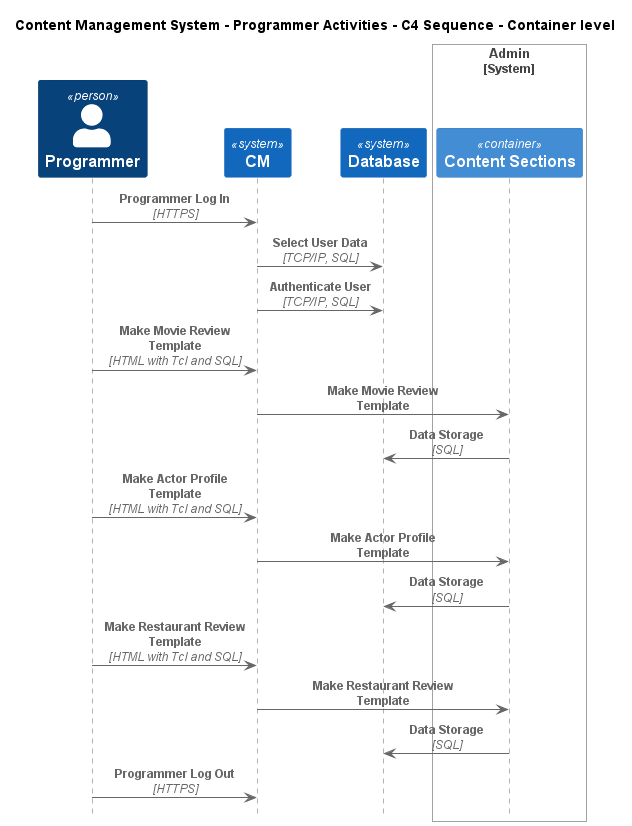 Content Management System - Programmer Activities - C4 Sequence - Container level
Admin
[System]
«person»
Programmer
«system»
CM
«system»
Database
«container»
Content Sections
Programmer Log In
[HTTPS]
Select User Data
[TCP/IP, SQL]
Authenticate User
[TCP/IP, SQL]
Make Movie Review
Template
[HTML with Tcl and SQL]
Make Movie Review
Template
Data Storage
[SQL]
Make Actor Profile
Template
[HTML with Tcl and SQL]
Make Actor Profile
Template
Data Storage
[SQL]
Make Restaurant Review
Template
[HTML with Tcl and SQL]
Make Restaurant Review
Template
Data Storage
[SQL]
Programmer Log Out
[HTTPS]